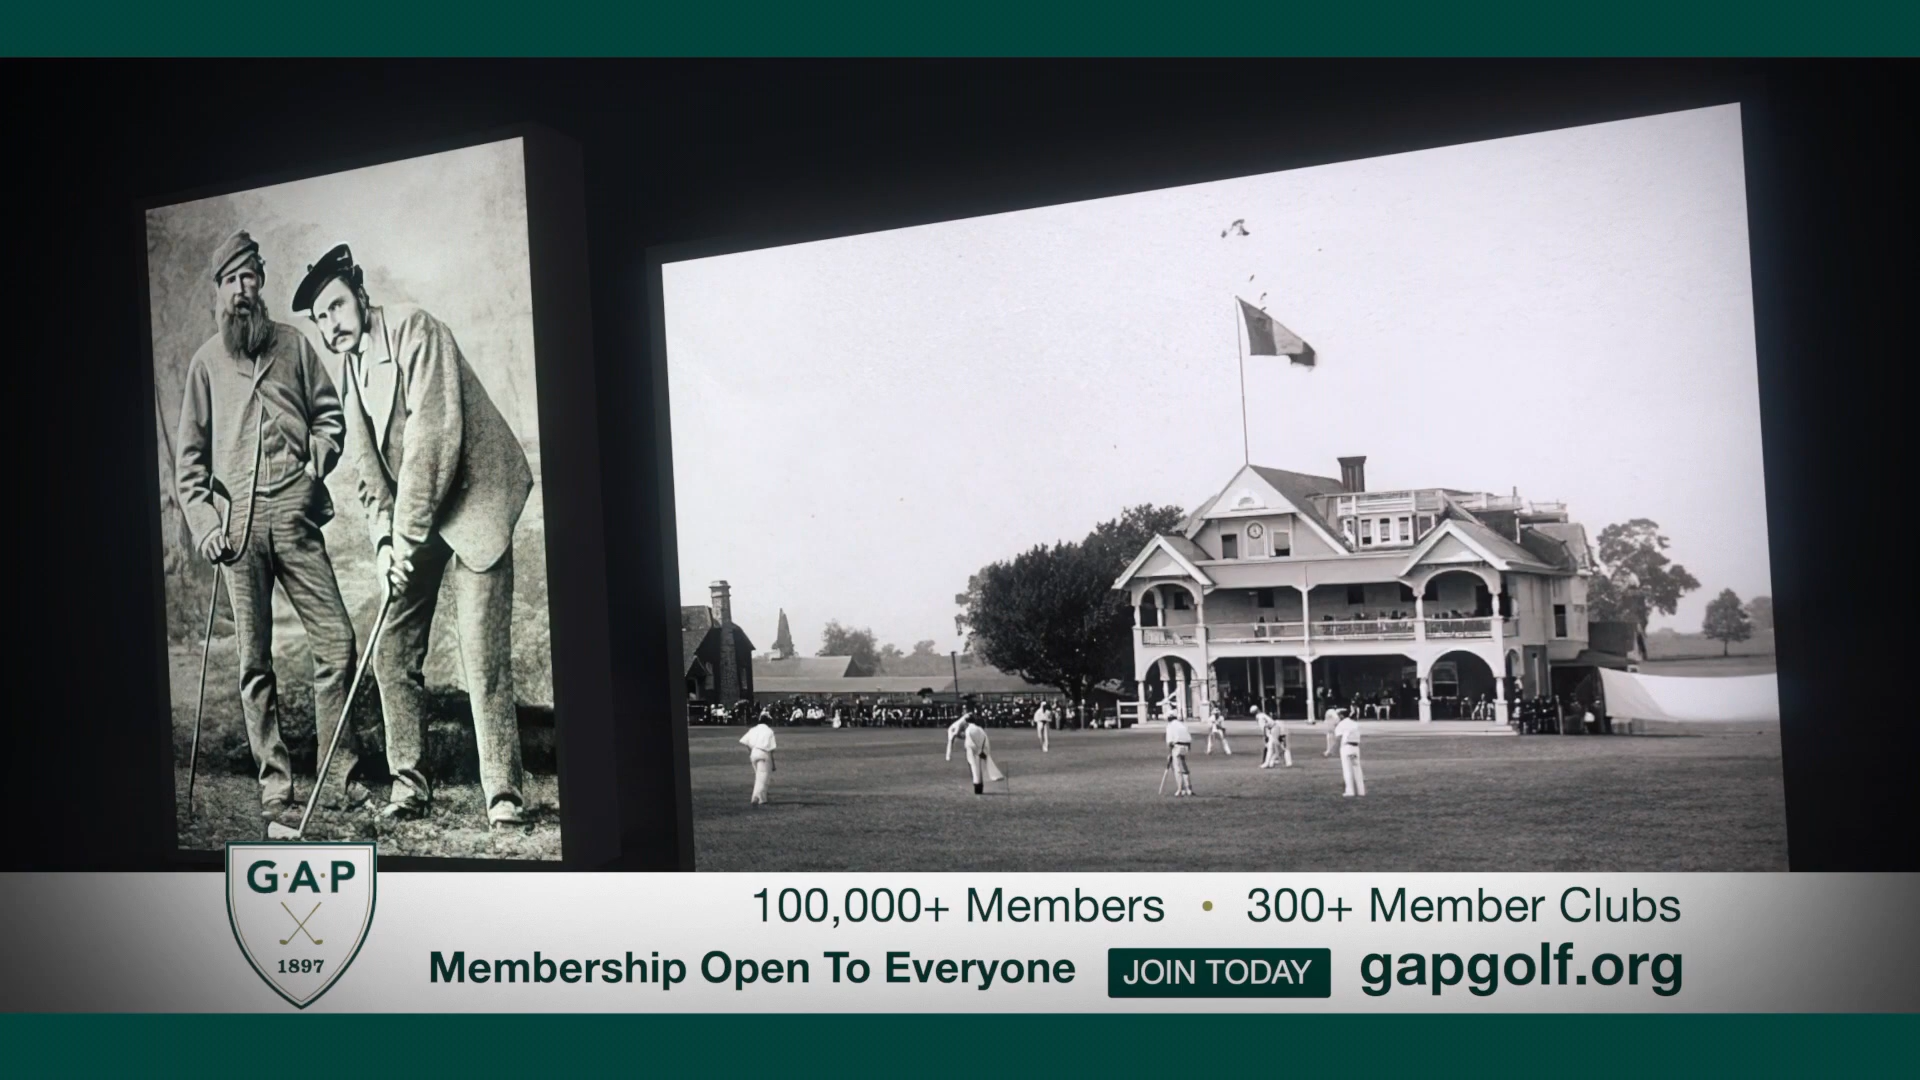 G·A·P
1897
100,000+ Members • 300+ Member Clubs
Membership Open To Everyone JOIN TODAY gapgolf.org